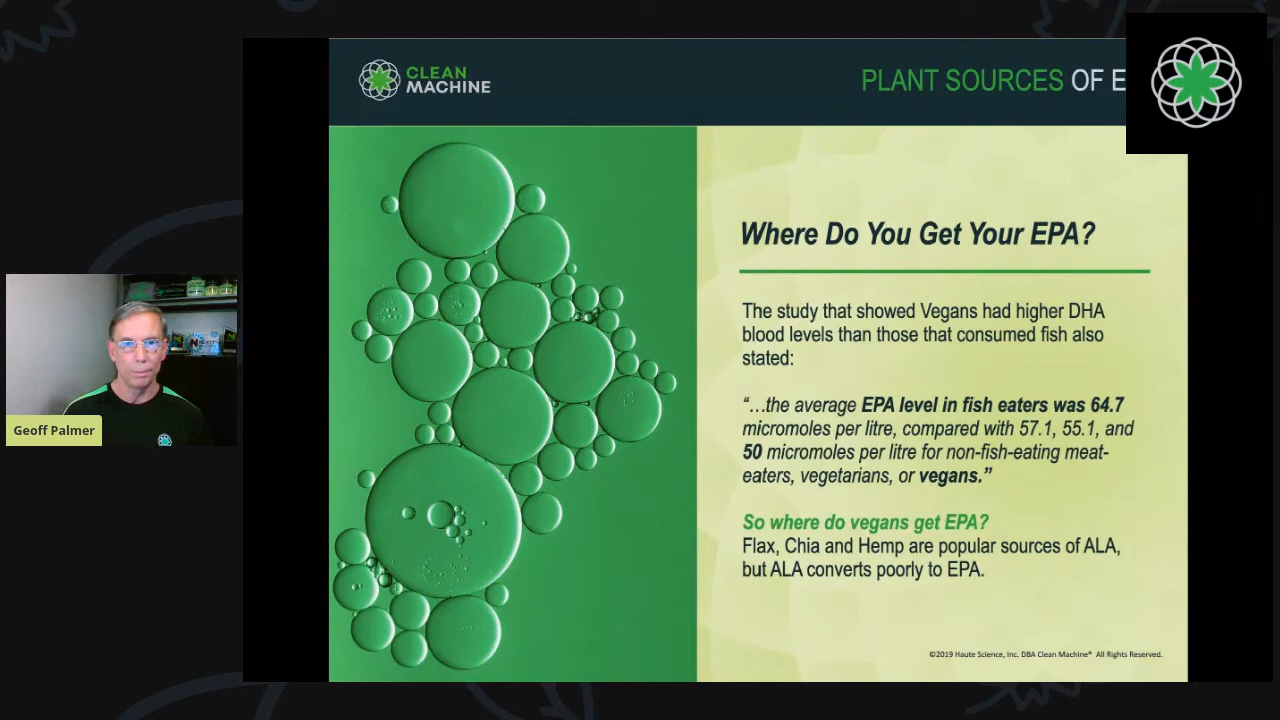 CLEAN
MACHINE
PLANT SOURCES OF E
Where Do You Get Your EPA?
The study that showed Vegans had higher DHA
blood levels than those that consumed fish also
stated:
“…the average EPA level in fish eaters was 64.7
micromoles per litre, compared with 57.1, 55.1, and
50 micromoles per litre for non-fish-eating meat-
eaters, vegetarians, or vegans.”
So where do vegans get EPA?
Flax, Chia and Hemp are popular sources of ALA,
but ALA converts poorly to EPA.
©2019 Haute Science, Inc. DBA Clean Machine® All Rights Reserved.
Geoff Palmer